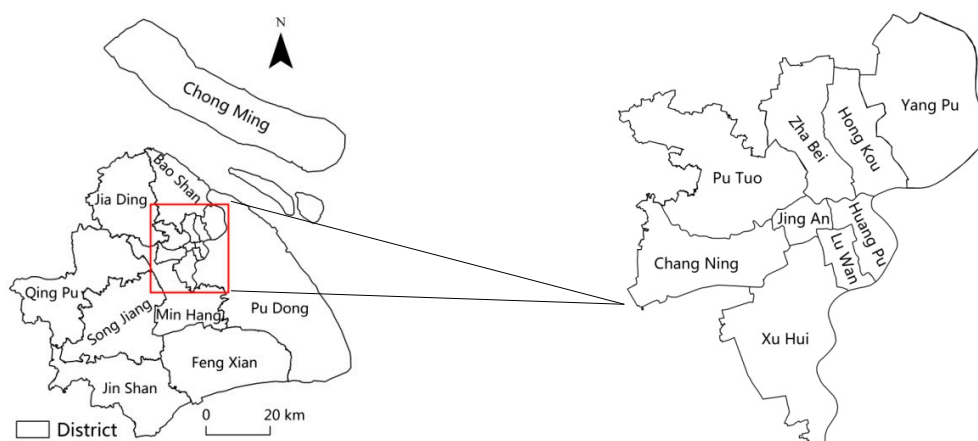 N
Chong Ming
Bao Shan
Jia Ding
Qing Pu
Song Jiang
Min Hang
Pu Dong
Feng Xian
Jin Shan
District
0 20 km
Yang Pu
Hong Kou
Zha Bei
Pu Tuo
Jing An
Huang Pu
Lu Wan
Chang Ning
Xu Hui